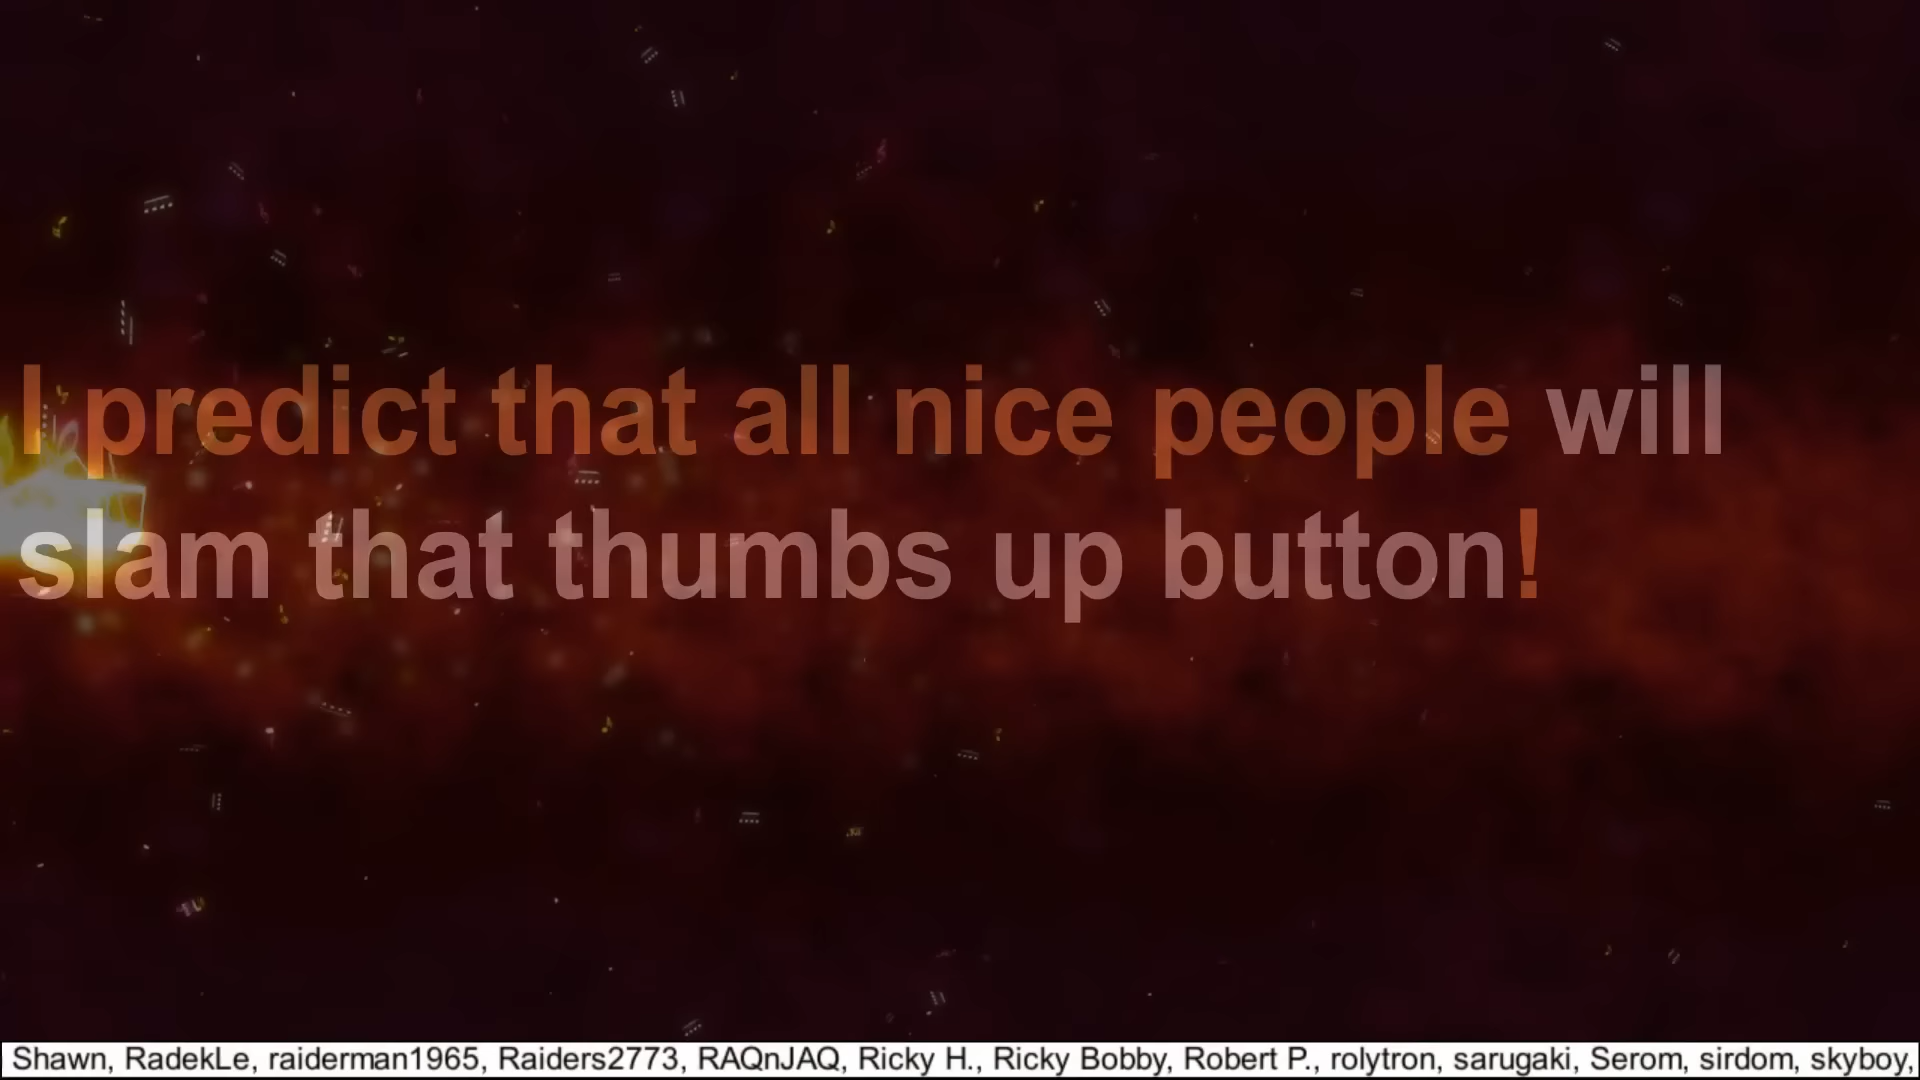 I predict that all nice people will
slam that thumbs up button!
Shawn, RadekLe, raiderman1965, Raiders2773, RAQnJAQ, Ricky H., Ricky Bobby, Robert P., rolytron, sarugaki, Serom, sirdom, skyboy,